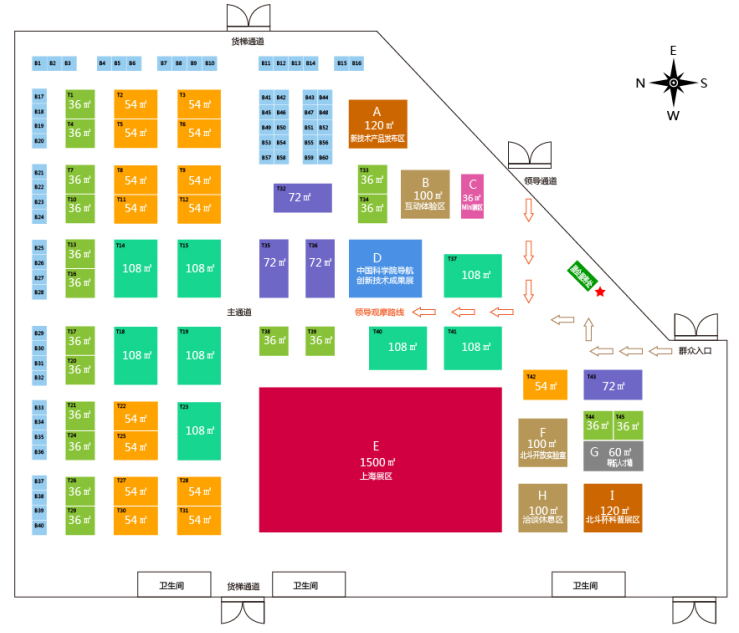 货梯通道
E
N
S
W
B1 B2 B3 B4 B5 B6 B7 B8 B9 B10 B11 B12 B13 B14 B15 B16
B17
B18
B19
B20
T1
36㎡
T4
36㎡
T2
54㎡
T5
54㎡
T3
54㎡
T6
54㎡
B41 B42 B43 B44
B45 B46 B47 B48
B49 B50 B51 B52
B53 B54 B55 B56
B57 B58 B59 B60
A
120㎡
新技术产品发布区
领导通道
B21
B22
B23
B24
T7
36㎡
T10
36㎡
T8
54㎡
T11
54㎡
T9
54㎡
T12
54㎡
T32
72㎡
T33
36㎡
T34
36㎡
B
100㎡
互动体验区
C
36㎡
B25
B26
B27
B28
T13
36㎡
T16
36㎡
T14
108㎡
T15
108㎡
T35
72㎡
T36
72㎡
D
中国科学院导航
创新技术成果展
T37
108㎡
主通道
领导观摩路线
群众入口
B29
B30
B31
B32
T17
36㎡
T20
36㎡
T18
108㎡
T19
108㎡
T38
36㎡
T39
36㎡
T40
108㎡
T41
108㎡
T42
54㎡
T43
72㎡
B33
B34
B35
B36
T21
36㎡
T24
36㎡
T22
54㎡
T25
54㎡
T23
108㎡
E
1500㎡
上海展区
F
100㎡
北斗开放实验室
T44
36㎡
T45
36㎡
G 60㎡
导航人才墙
B37
B38
B39
B40
T26
36㎡
T29
36㎡
T27
54㎡
T30
54㎡
T28
54㎡
T31
54㎡
H
100㎡
洽谈休息区
I
120㎡
北斗杯科普展区
卫生间
货梯通道
卫生间
卫生间